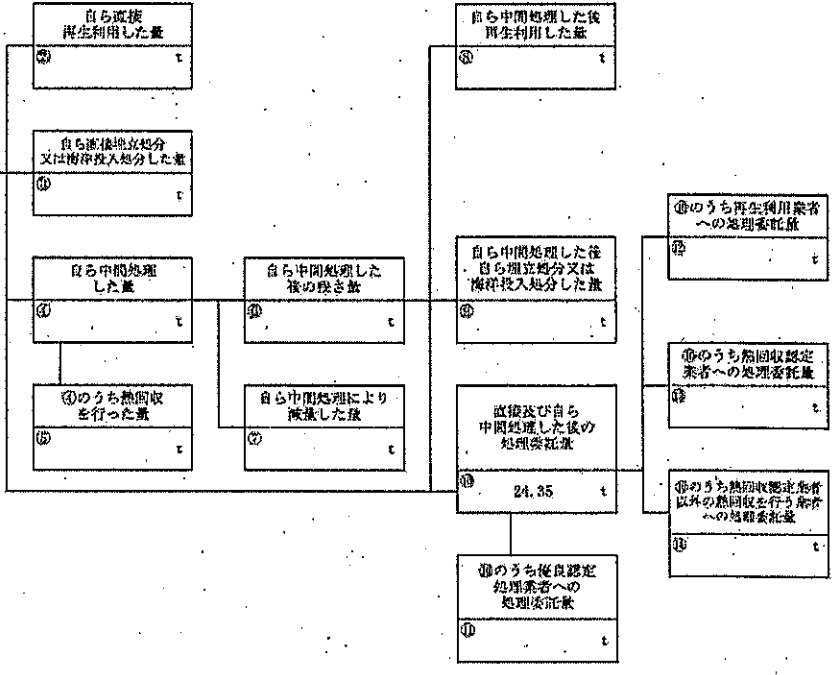 自ら直接
再生利用した量
② t
自ら直接埋立処分
又は海洋投入処分した量
③ t
自ら中間処理
した量
④ t
④のうち熱回収
を行った量
⑤ t
自ら中間処理した
後の残さ量
⑥ t
自ら中間処理により
減量した量
⑦ t
自ら中間処理した後
再生利用した量
⑧ t
自ら中間処理した後
自ら埋立処分又は
海洋投入処分した量
⑨ t
直接及び自ら
中間処理した後の
処理委託量
⑩ 24.35 t
⑩のうち優良認定
処理業者への
処理委託量
⑪ t
⑩のうち再生利用業者
への処理委託量
⑫ t
⑩のうち熱回収認定
業者への処理委託量
⑬ t
⑩のうち熱回収認定業者
以外の熱回収を行う業者
への処理委託量
⑭ t